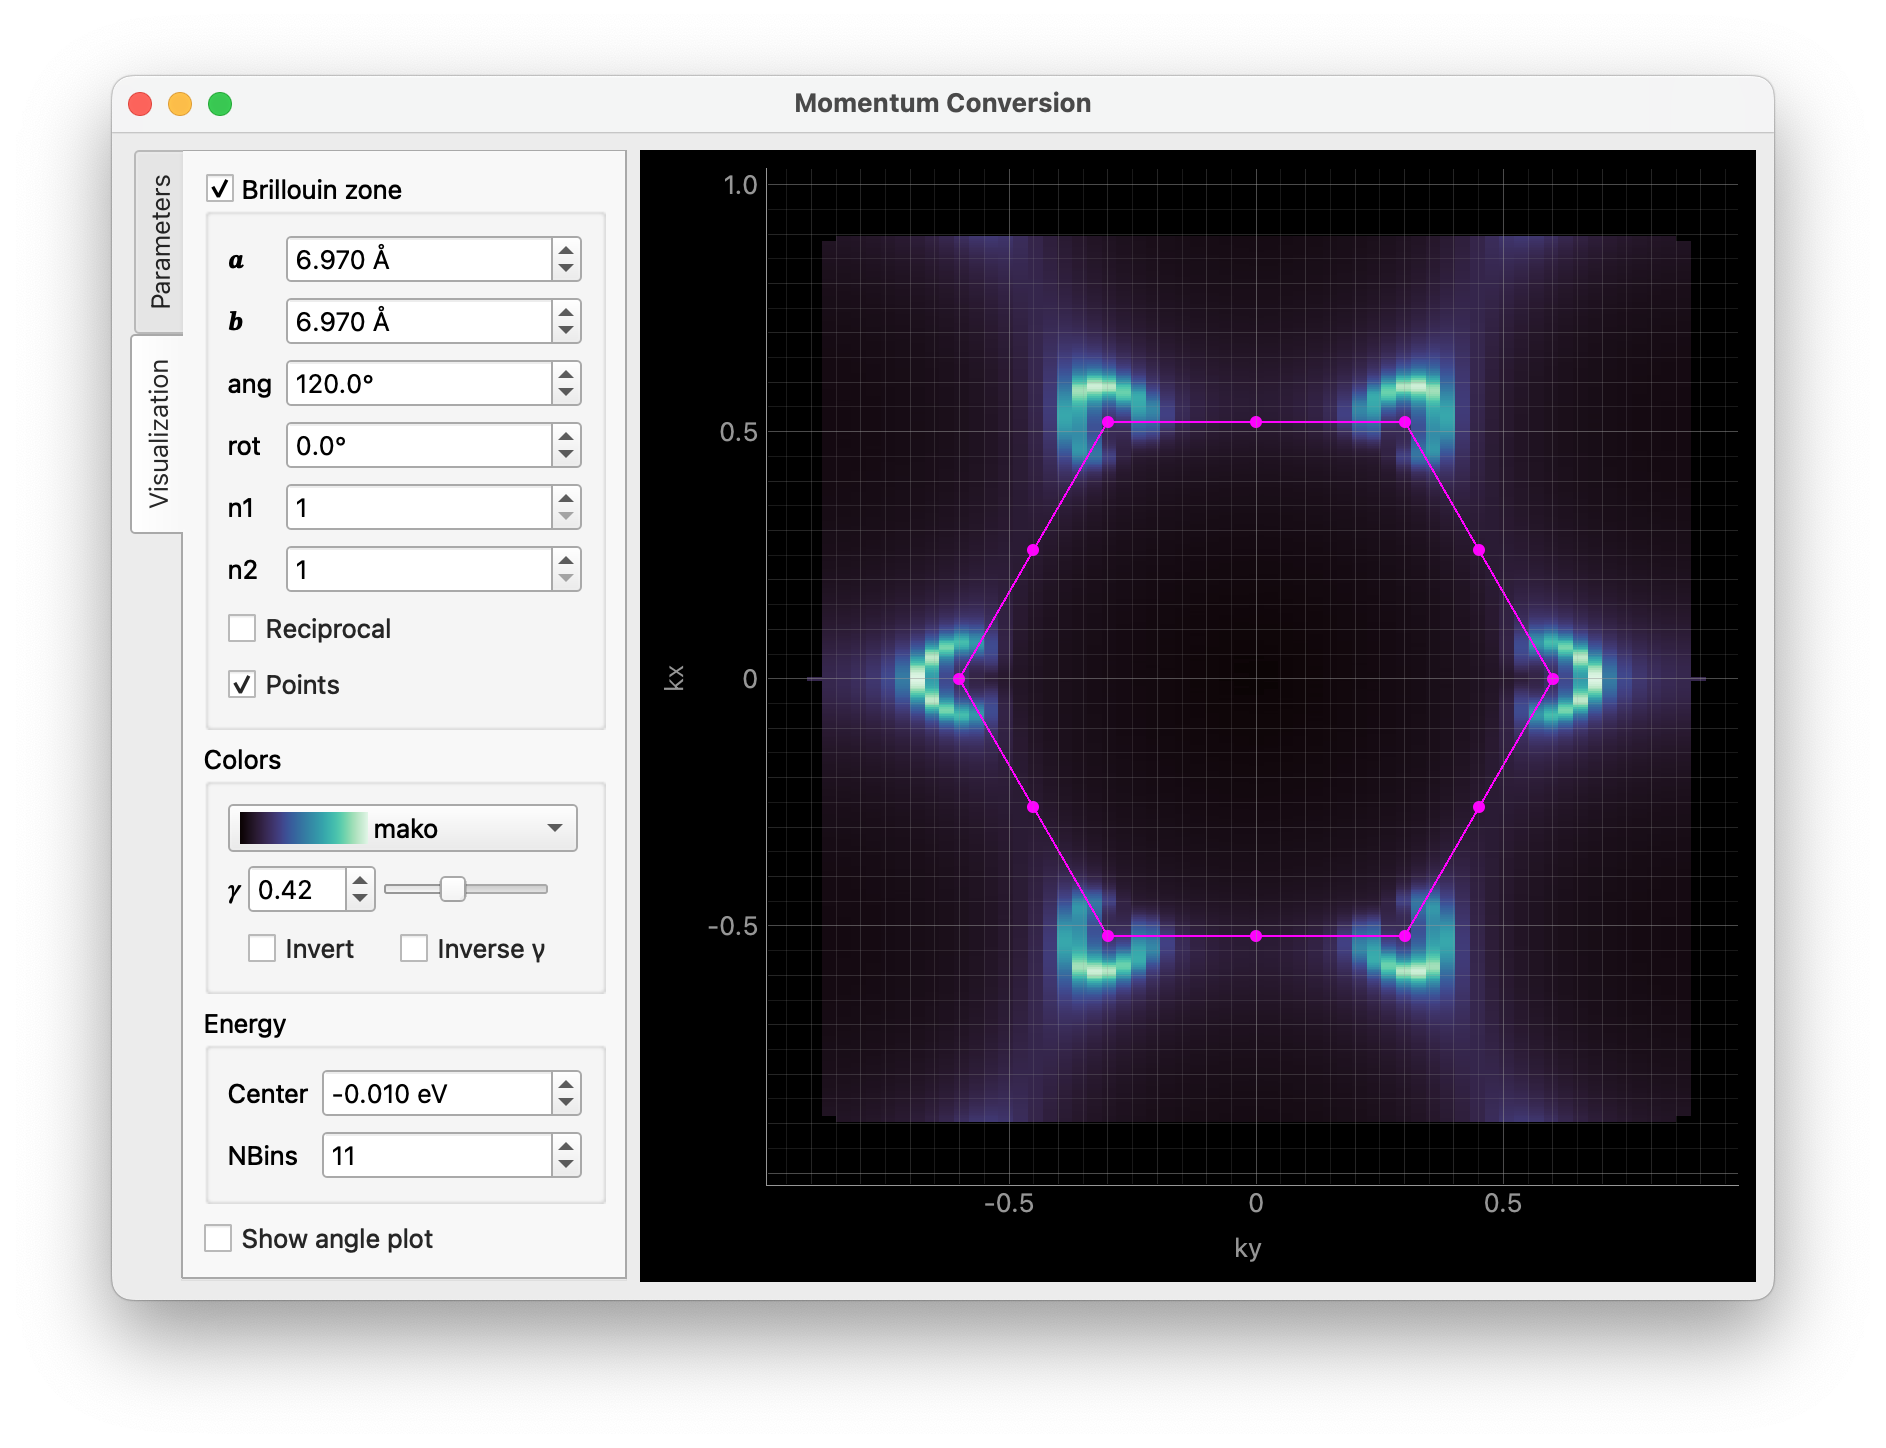 Momentum Conversion
Parameters
Visualization
Brillouin zone
a 6.970 Å
b 6.970 Å
ang 120.0°
rot 0.0°
n1 1
n2 1
Reciprocal
Points
Colors
mako
γ 0.42
Invert Inverse γ
Energy
Center -0.010 eV
NBins 11
Show angle plot
1.0
0.5
0
-0.5
kx
-0.5 0 0.5
ky